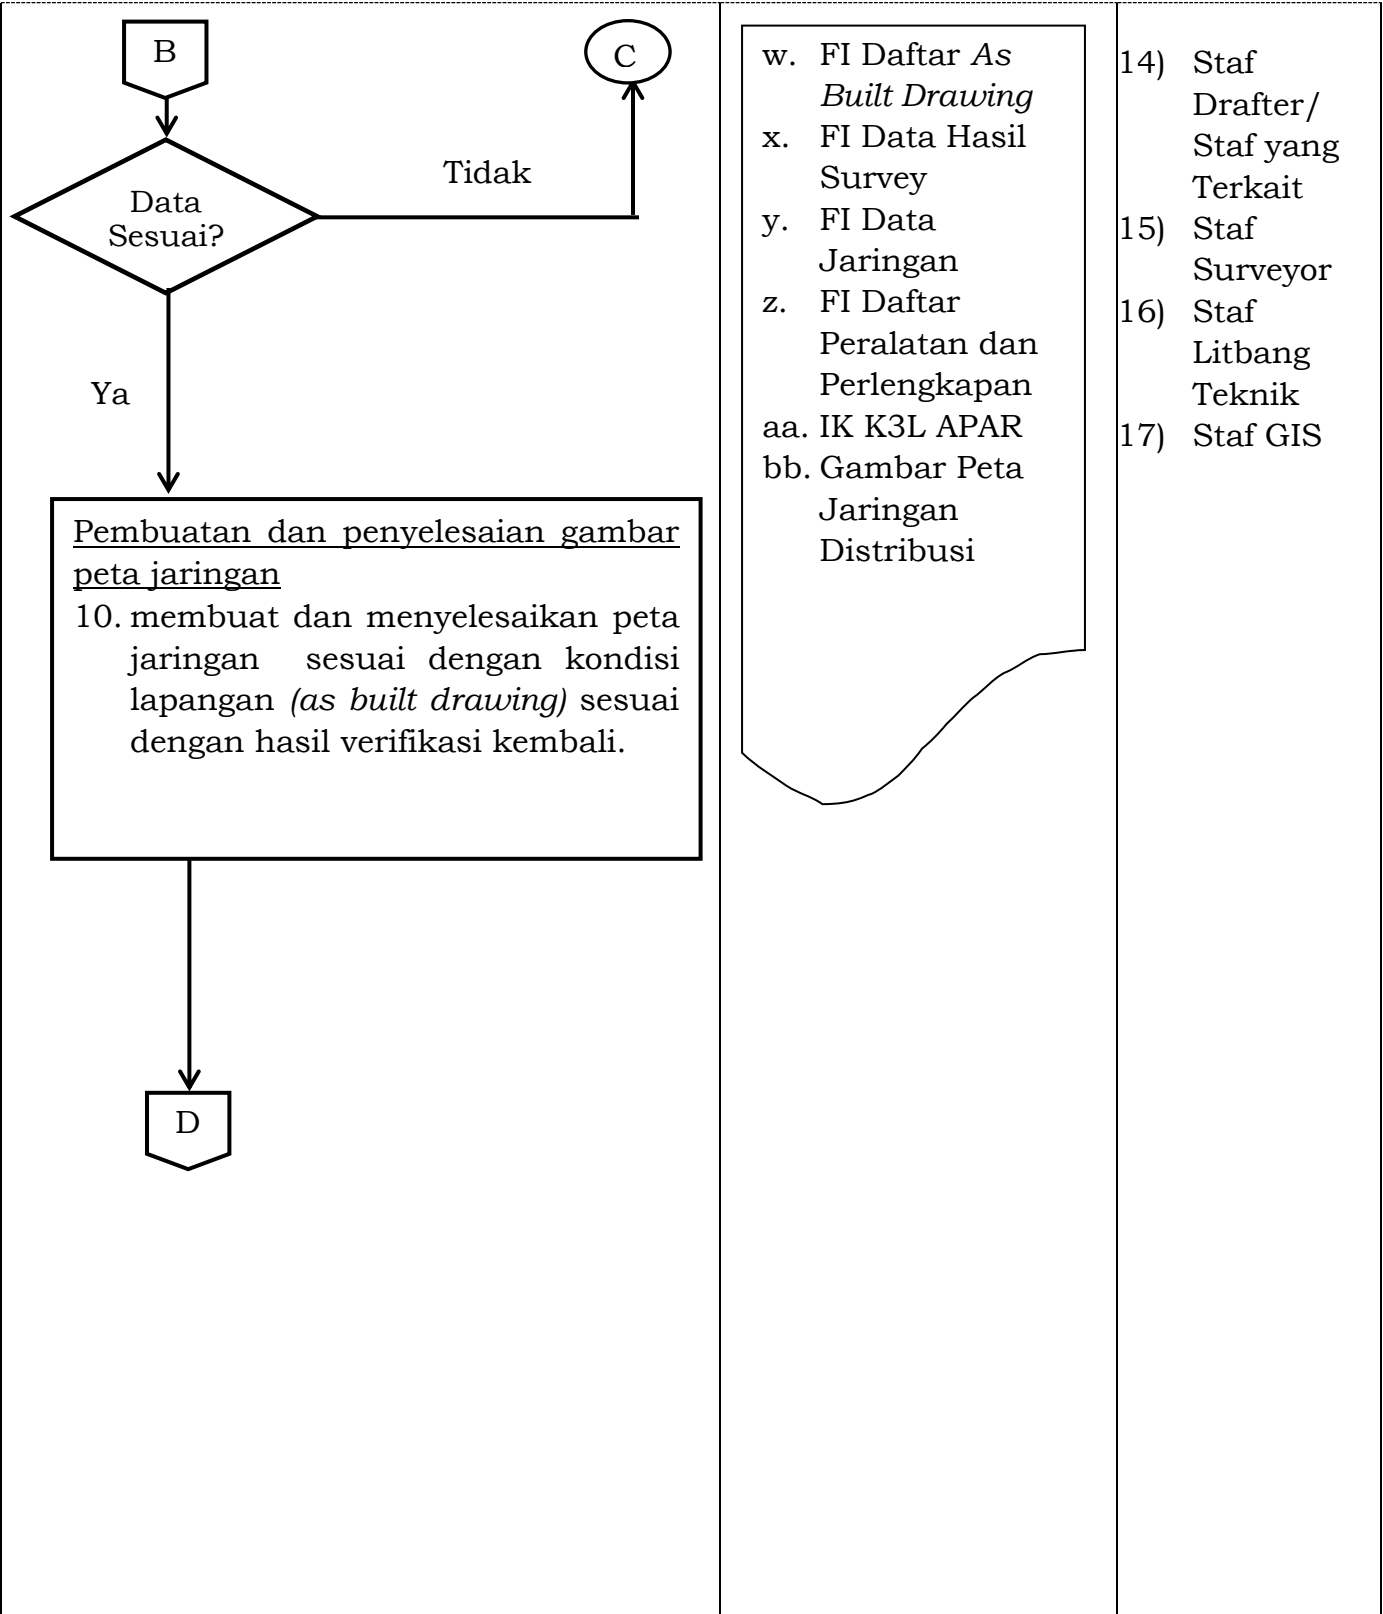 B
C
Tidak
Data
Sesuai?
Ya
Pembuatan dan penyelesaian gambar
peta jaringan
10. membuat dan menyelesaikan peta
jaringan sesuai dengan kondisi
lapangan (as built drawing) sesuai
dengan hasil verifikasi kembali.
D
w. FI Daftar As
Built Drawing
x. FI Data Hasil
Survey
y. FI Data
Jaringan
z. FI Daftar
Peralatan dan
Perlengkapan
aa. IK K3L APAR
bb. Gambar Peta
Jaringan
Distribusi
14) Staf
Drafter/
Staf yang
Terkait
15) Staf
Surveyor
16) Staf
Litbang
Teknik
17) Staf GIS